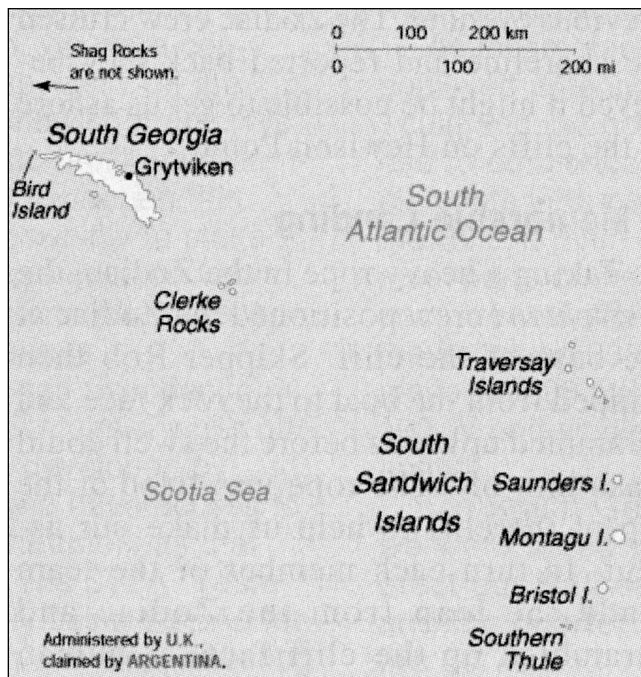 Shag Rocks
are not shown.
0 100 200 km
0 100 200 mi
South Georgia
Grytviken
Bird
Island
South
Atlantic Ocean
Clerke
Rocks
Traversay
Islands
South
Sandwich
Islands
Scotia Sea
Saunders I.
Montagu I.
Bristol I.
Southern
Thule
Administered by U.K.,
claimed by ARGENTINA.